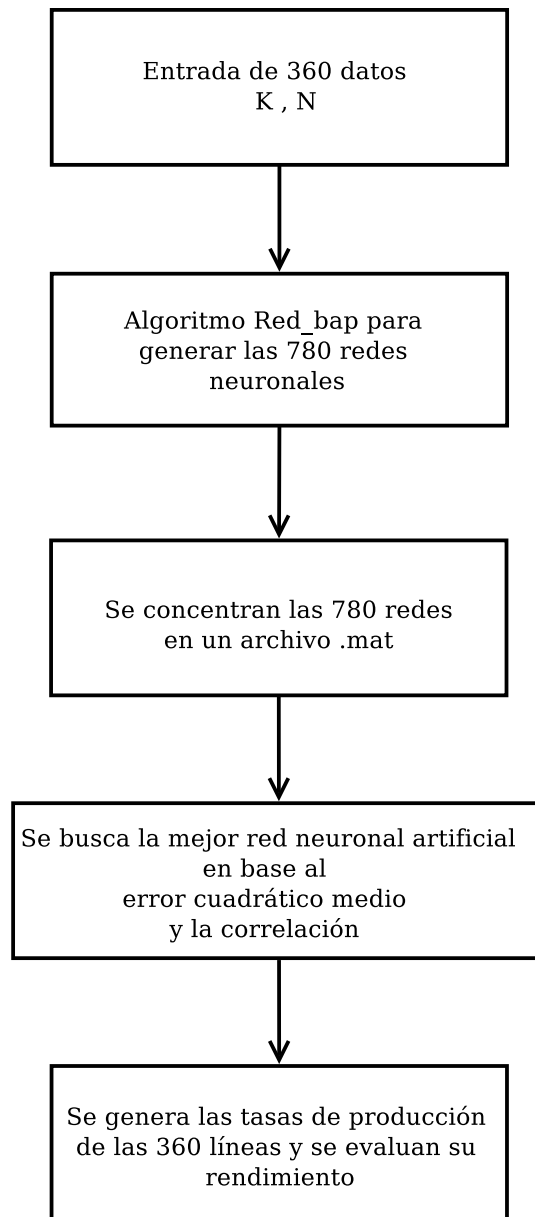 Entrada de 360 datos
K , N
Algoritmo Red_bap para
generar las 780 redes
neuronales
Se concentran las 780 redes
en un archivo .mat
Se busca la mejor red neuronal artificial
en base al
error cuadrático medio
y la correlación
Se genera las tasas de producción
de las 360 líneas y se evaluan su
rendimiento